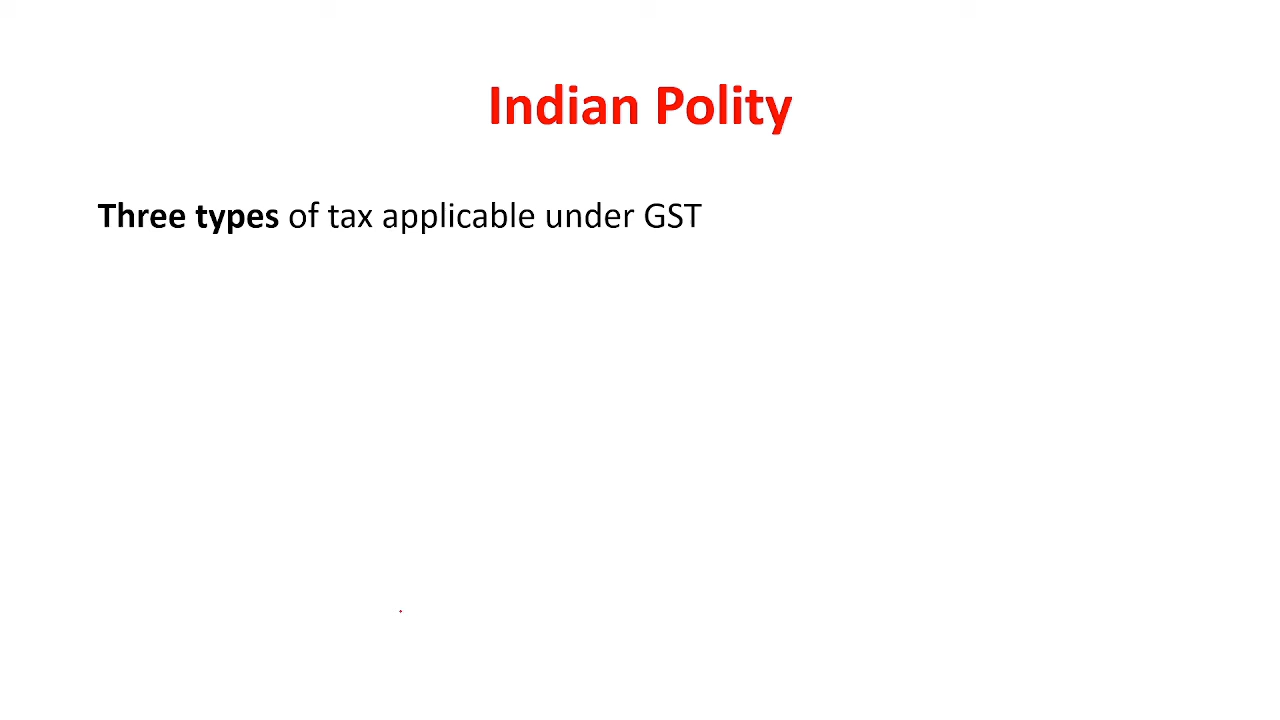 Indian Polity
Three types of tax applicable under GST